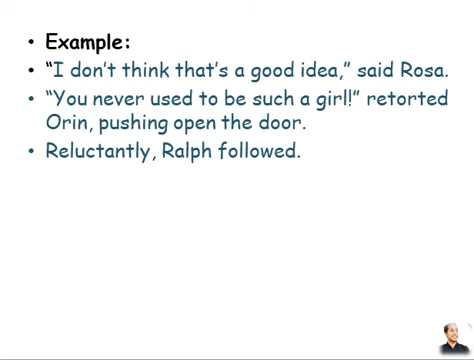 • Example:
• “I don’t think that’s a good idea,” said Rosa.
• “You never used to be such a girl!” retorted
Orin, pushing open the door.
• Reluctantly, Ralph followed.